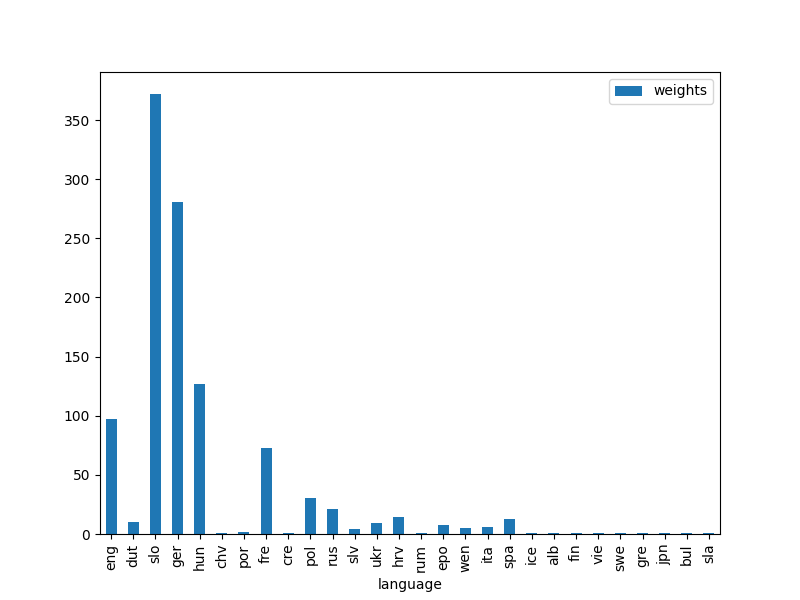 weights
350
300
250
200
150
100
50
0
eng dut slo ger hun chv por fre cre pol rus slv ukr hrv rum epo wen ita spa ice alb fin vie swe gre jpn bul sla
language